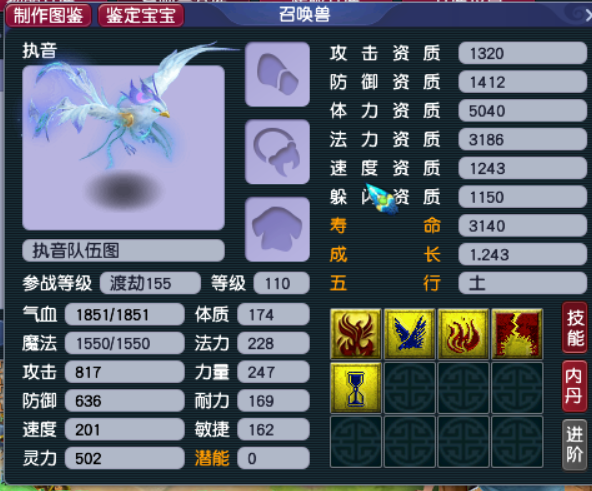 制作图鉴 鉴定宝宝 召唤兽
执音
攻击资质 1320
防御资质 1412
体力资质 5040
法力资质 3186
速度资质 1243
躲闪资质 1150
寿命 3140
成长 1.243
五行 土
执音队伍图
参战等级 渡劫155 等级 110
气血 1851/1851 体质 174
魔法 1550/1550 法力 228
攻击 817 力量 247
防御 636 耐力 169
速度 201 敏捷 162
灵力 502 潜能 0
技能
内丹
进阶